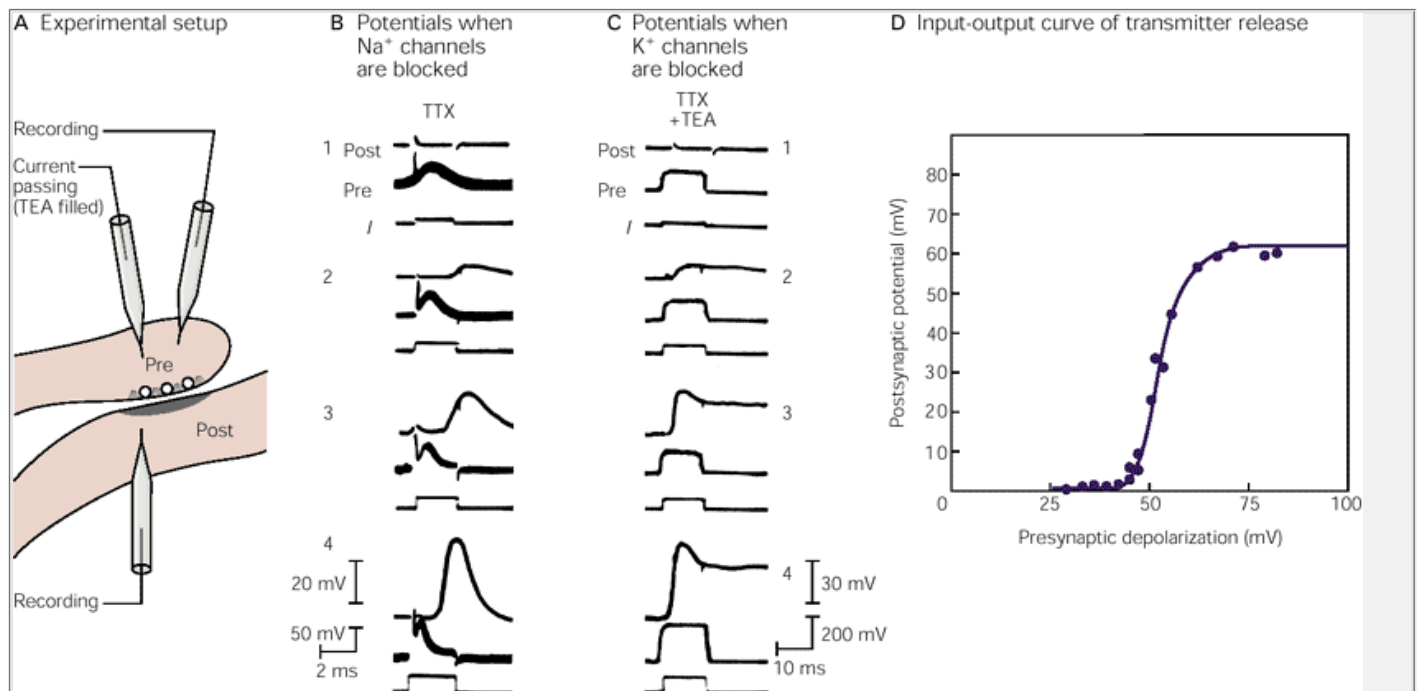 A Experimental setup
Recording
Current
passing
(TEA filled)
Pre
Post
Recording
B Potentials when
Na⁺ channels
are blocked
TTX
1 Post
Pre
I
2
3
4
20 mV
50 mV
2 ms
C Potentials when
K⁺ channels
are blocked
TTX
+TEA
Post 1
Pre
I
2
3
4 30 mV
200 mV
10 ms
D Input-output curve of transmitter release
Postsynaptic potential (mV)
80
70
60
50
40
30
20
10
0 25 50 75 100
Presynaptic depolarization (mV)